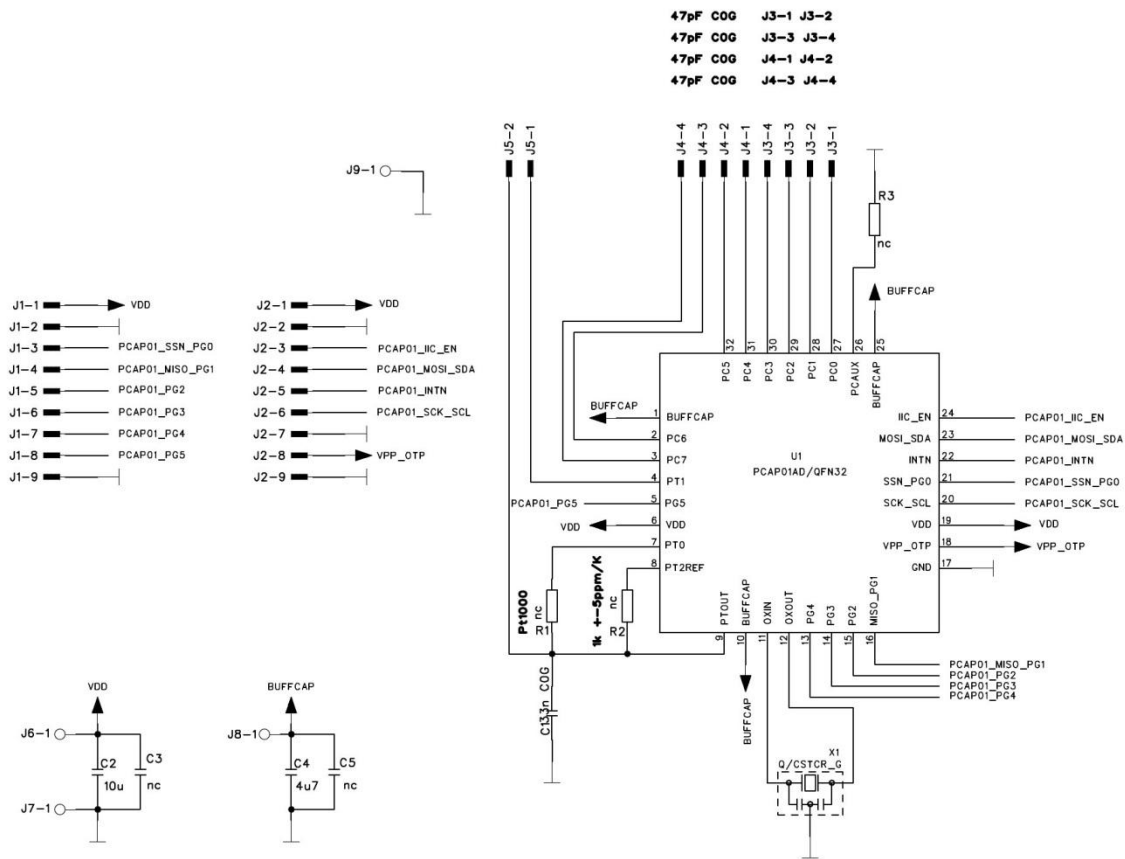 47pF COG J3-1 J3-2
47pF COG J3-3 J3-4
47pF COG J4-1 J4-2
47pF COG J4-3 J4-4
J5-2
J5-1
J4-4
J4-3
J4-2
J4-1
J3-4
J3-3
J3-2
J3-1
J9-1
R3
nc
BUFFCAP
J1-1 VDD
J1-2
J1-3 PCAP01_SSN_PG0
J1-4 PCAP01_MISO_PG1
J1-5 PCAP01_PG2
J1-6 PCAP01_PG3
J1-7 PCAP01_PG4
J1-8 PCAP01_PG5
J1-9
J2-1 VDD
J2-2
J2-3 PCAP01_IIC_EN
J2-4 PCAP01_MOSI_SDA
J2-5 PCAP01_INTN
J2-6 PCAP01_SCK_SCL
J2-7
J2-8 VPP_OTP
J2-9
32 PC5
31 PC4
30 PC3
29 PC2
28 PC1
27 PC0
26 PCAUX
25 BUFFCAP
BUFFCAP 1 BUFFCAP
2 PC6
3 PC7
4 PT1
PCAP01_PG5 5 PG5
VDD 6 VDD
7 PT0
8 PT2REF
U1
PCAP01AD/QFN32
IIC_EN 24 PCAP01_IIC_EN
MOSI_SDA 23 PCAP01_MOSI_SDA
INTN 22 PCAP01_INTN
SSN_PG0 21 PCAP01_SSN_PG0
SCK_SCL 20 PCAP01_SCK_SCL
VDD 19 VDD
VPP_OTP 18 VPP_OTP
GND 17
PTOUT 9
BUFFCAP 10
OXIN 11
OXOUT 12
PG4 13
PG3 14
PG2 15
MISO_PG1 16
Pt1000
nc
R1
1k +-5ppm/K
nc
R2
C133n COG
BUFFCAP
PCAP01_MISO_PG1
PCAP01_PG2
PCAP01_PG3
PCAP01_PG4
X1
Q/CSTCR_G
VDD
J6-1
C2
10u
C3
nc
J7-1
BUFFCAP
J8-1
C4
4u7
C5
nc